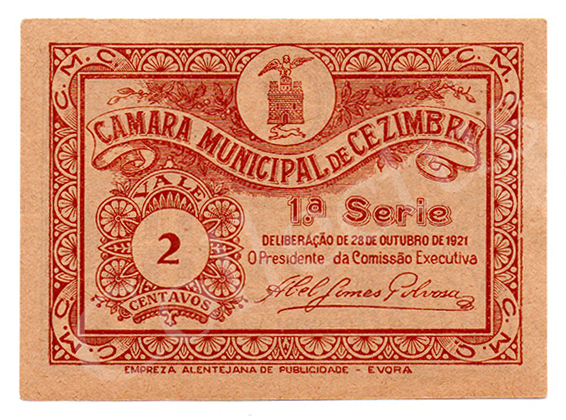 C. M. C.
C. M. C.
CAMARA MUNICIPAL DE CEZIMBRA
VALE
2
CENTAVOS
1.ª Serie
DELIBERAÇÃO DE 28 DE OUTUBRO DE 1921
O Presidente da Comissão Executiva
Abel Gomes Polvosa
C. M. C.
C. M. C.
EMPREZA ALENTEJANA DE PUBLICIDADE - EVORA